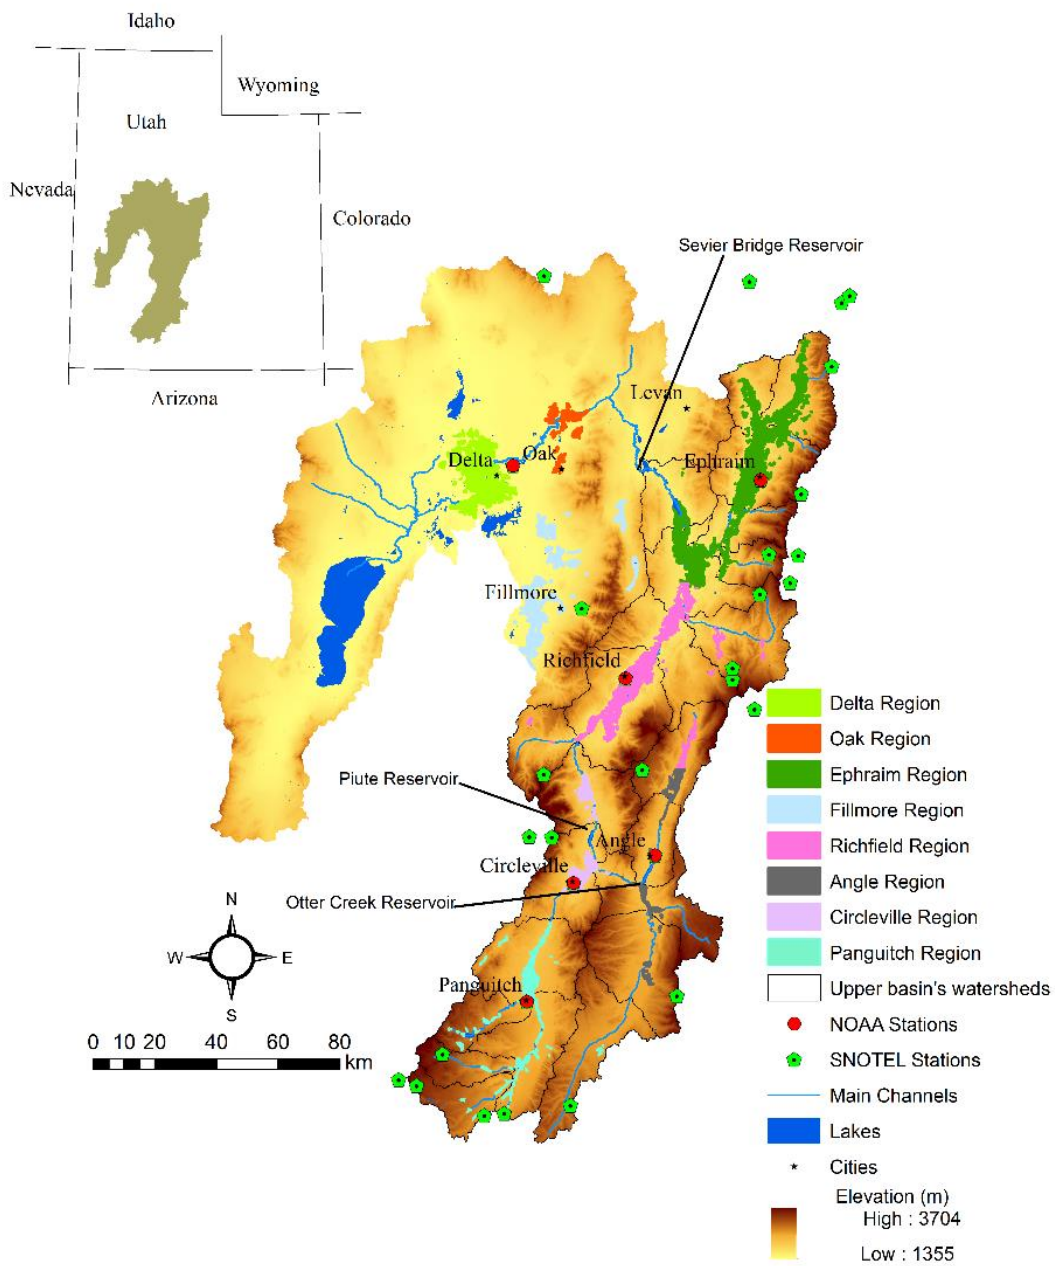 Idaho
Wyoming
Utah
Nevada
Colorado
Arizona
Sevier Bridge Reservoir
Levan
Delta
Oak
Ephraim
Fillmore
Richfield
Piute Reservoir
Angle
Circleville
Otter Creek Reservoir
Panguitch
N
W
E
S
0 10 20 40 60 80
km
Delta Region
Oak Region
Ephraim Region
Fillmore Region
Richfield Region
Angle Region
Circleville Region
Panguitch Region
Upper basin's watersheds
NOAA Stations
SNOTEL Stations
Main Channels
Lakes
Cities
Elevation (m)
High : 3704
Low : 1355